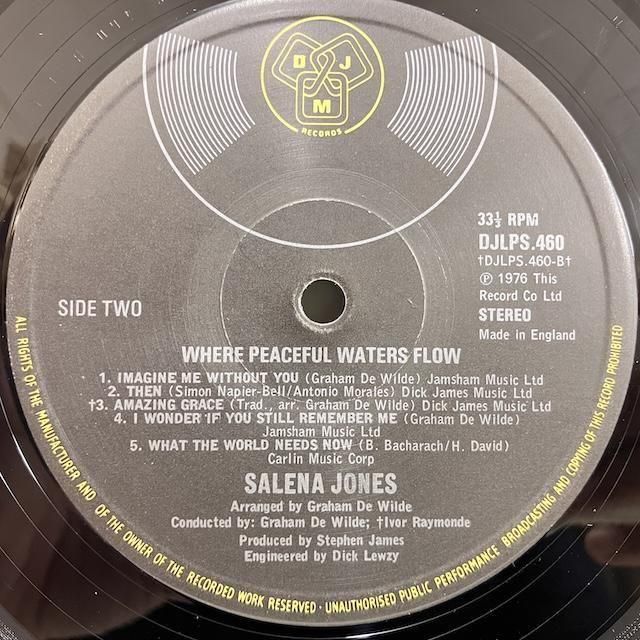 D J
M
RECORDS
33⅓ RPM
DJLPS.460
†DJLPS.460-B†
℗ 1976 This
Record Co Ltd
STEREO
Made in England
SIDE TWO
WHERE PEACEFUL WATERS FLOW
1. IMAGINE ME WITHOUT YOU (Graham De Wilde) Jamsham Music Ltd
2. THEN (Simon Napier-Bell/Antonio Morales) Dick James Music Ltd
†3. AMAZING GRACE (Trad., arr. Graham De Wilde) Dick James Music Ltd
4. I WONDER IF YOU STILL REMEMBER ME (Graham De Wilde)
Jamsham Music Ltd
5. WHAT THE WORLD NEEDS NOW (B. Bacharach/H. David)
Carlin Music Corp
SALENA JONES
Arranged by Graham De Wilde
Conducted by: Graham De Wilde; †Ivor Raymonde
Produced by Stephen James
Engineered by Dick Lewzy
ALL RIGHTS OF THE MANUFACTURER AND OF THE OWNER OF THE RECORDED WORK RESERVED · UNAUTHORISED PUBLIC PERFORMANCE BROADCASTING AND COPYING OF THIS RECORD PROHIBITED